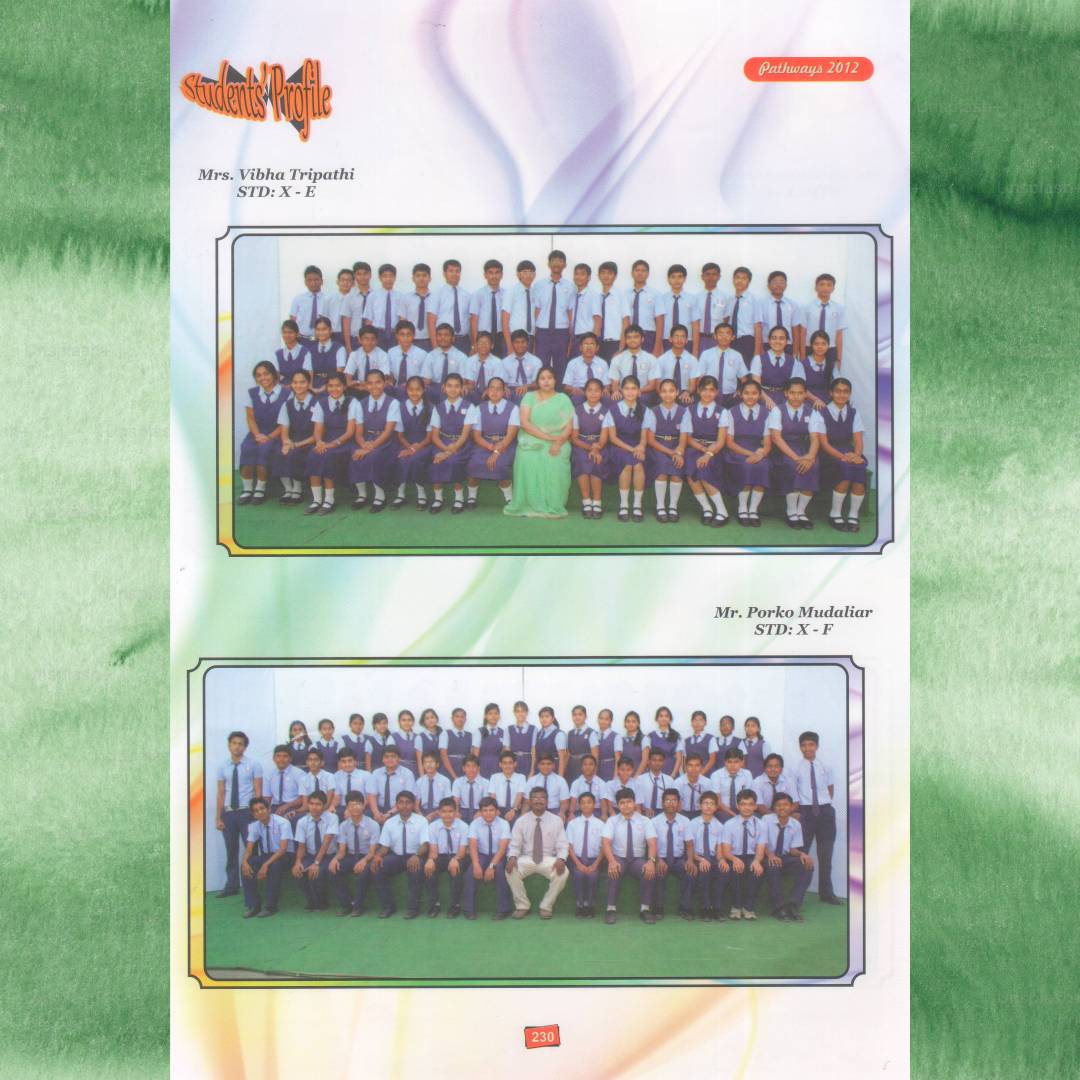 Students' Profile
Pathways 2012
Mrs. Vibha Tripathi
STD: X - E
Mr. Porko Mudaliar
STD: X - F
230